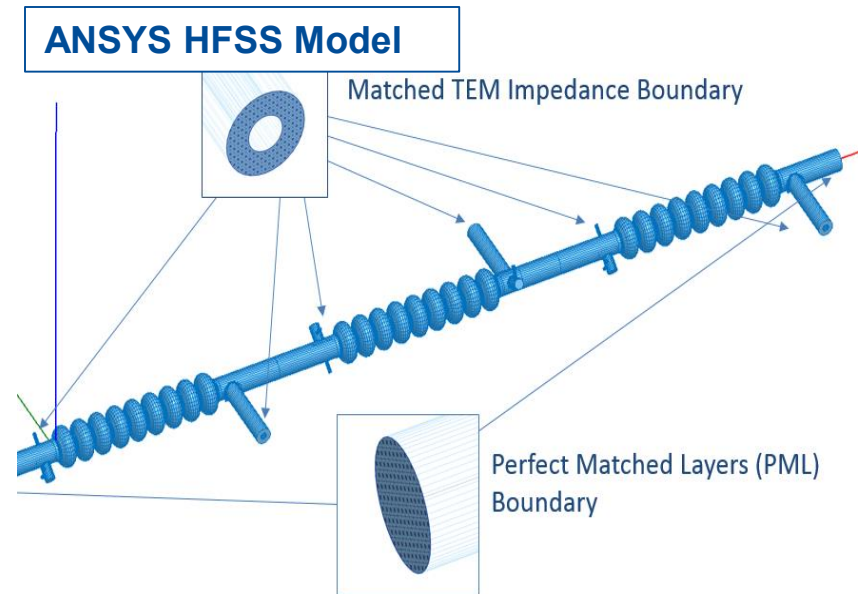 ANSYS HFSS Model
Matched TEM Impedance Boundary
Perfect Matched Layers (PML)
Boundary